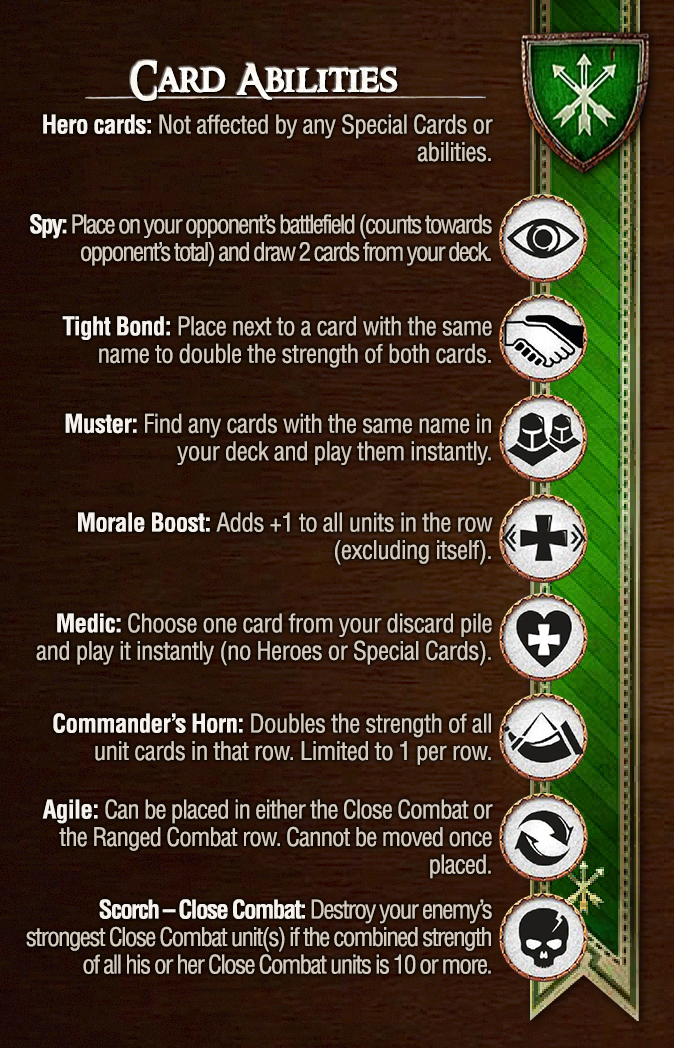 Card Abilities
Hero cards: Not affected by any Special Cards or
abilities.
Spy: Place on your opponent's battlefield (counts towards
opponent's total) and draw 2 cards from your deck.
Tight Bond: Place next to a card with the same
name to double the strength of both cards.
Muster: Find any cards with the same name in
your deck and play them instantly.
Morale Boost: Adds +1 to all units in the row
(excluding itself).
Medic: Choose one card from your discard pile
and play it instantly (no Heroes or Special Cards).
Commander's Horn: Doubles the strength of all
unit cards in that row. Limited to 1 per row.
Agile: Can be placed in either the Close Combat or
the Ranged Combat row. Cannot be moved once
placed.
Scorch – Close Combat: Destroy your enemy's
strongest Close Combat unit(s) if the combined strength
of all his or her Close Combat units is 10 or more.